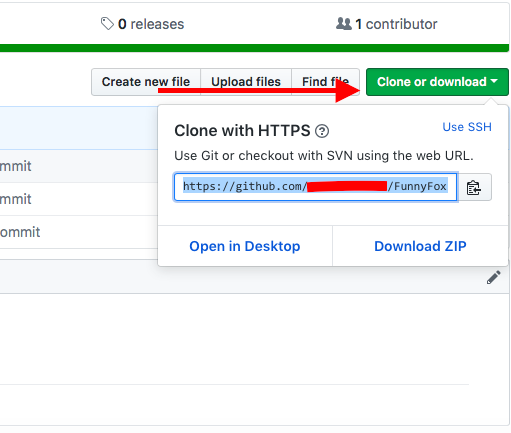 0 releases
1 contributor
Create new file
Upload files
Find file
Clone or download
Clone with HTTPS
Use SSH
Use Git or checkout with SVN using the web URL.
https://github.com/
/FunnyFox
Open in Desktop
Download ZIP